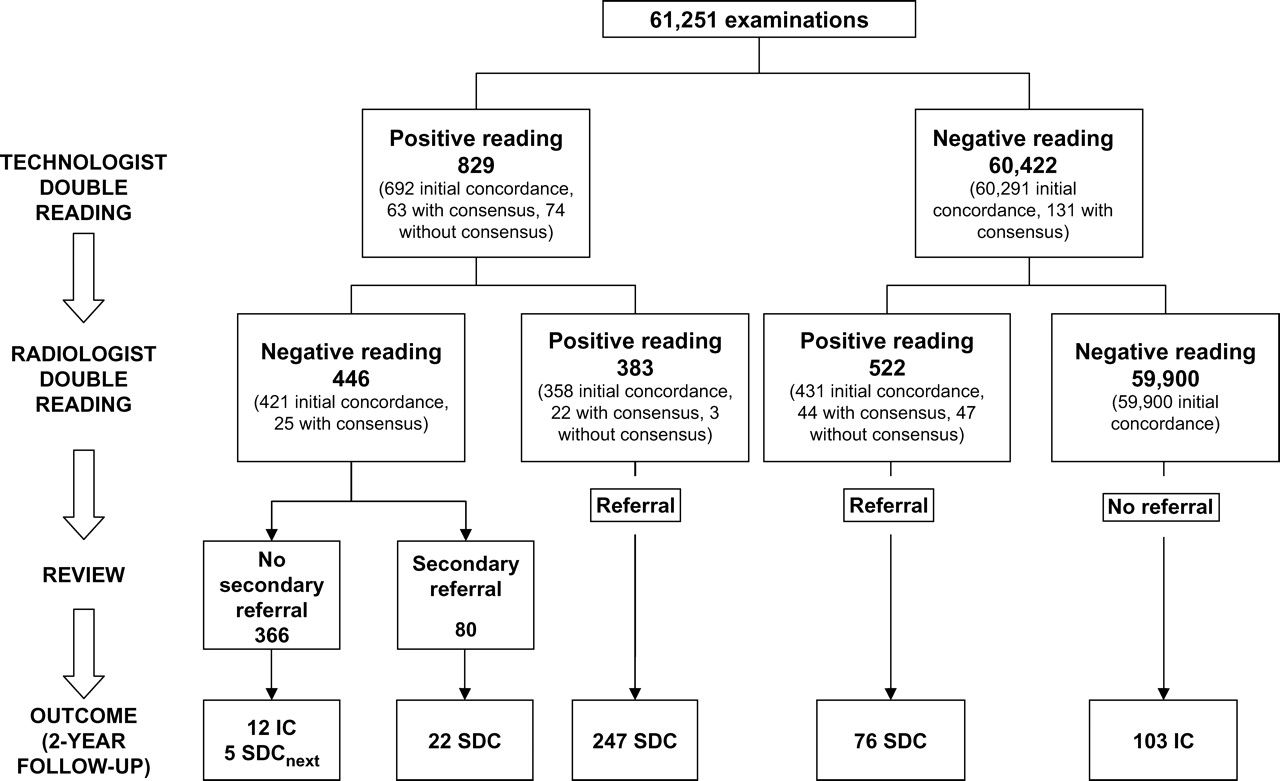 61,251 examinations
TECHNOLOGIST
DOUBLE
READING
Positive reading
829
(692 initial concordance,
63 with consensus, 74
without consensus)
Negative reading
60,422
(60,291 initial
concordance, 131 with
consensus)
RADIOLOGIST
DOUBLE
READING
Negative reading
446
(421 initial concordance,
25 with consensus)
Positive reading
383
(358 initial concordance,
22 with consensus, 3
without consensus)
Positive reading
522
(431 initial concordance,
44 with consensus, 47
without consensus)
Negative reading
59,900
(59,900 initial
concordance)
Referral
Referral
No referral
REVIEW
No
secondary
referral
366
Secondary
referral
80
OUTCOME
(2-YEAR
FOLLOW-UP)
12 IC
5 SDCnext
22 SDC
247 SDC
76 SDC
103 IC